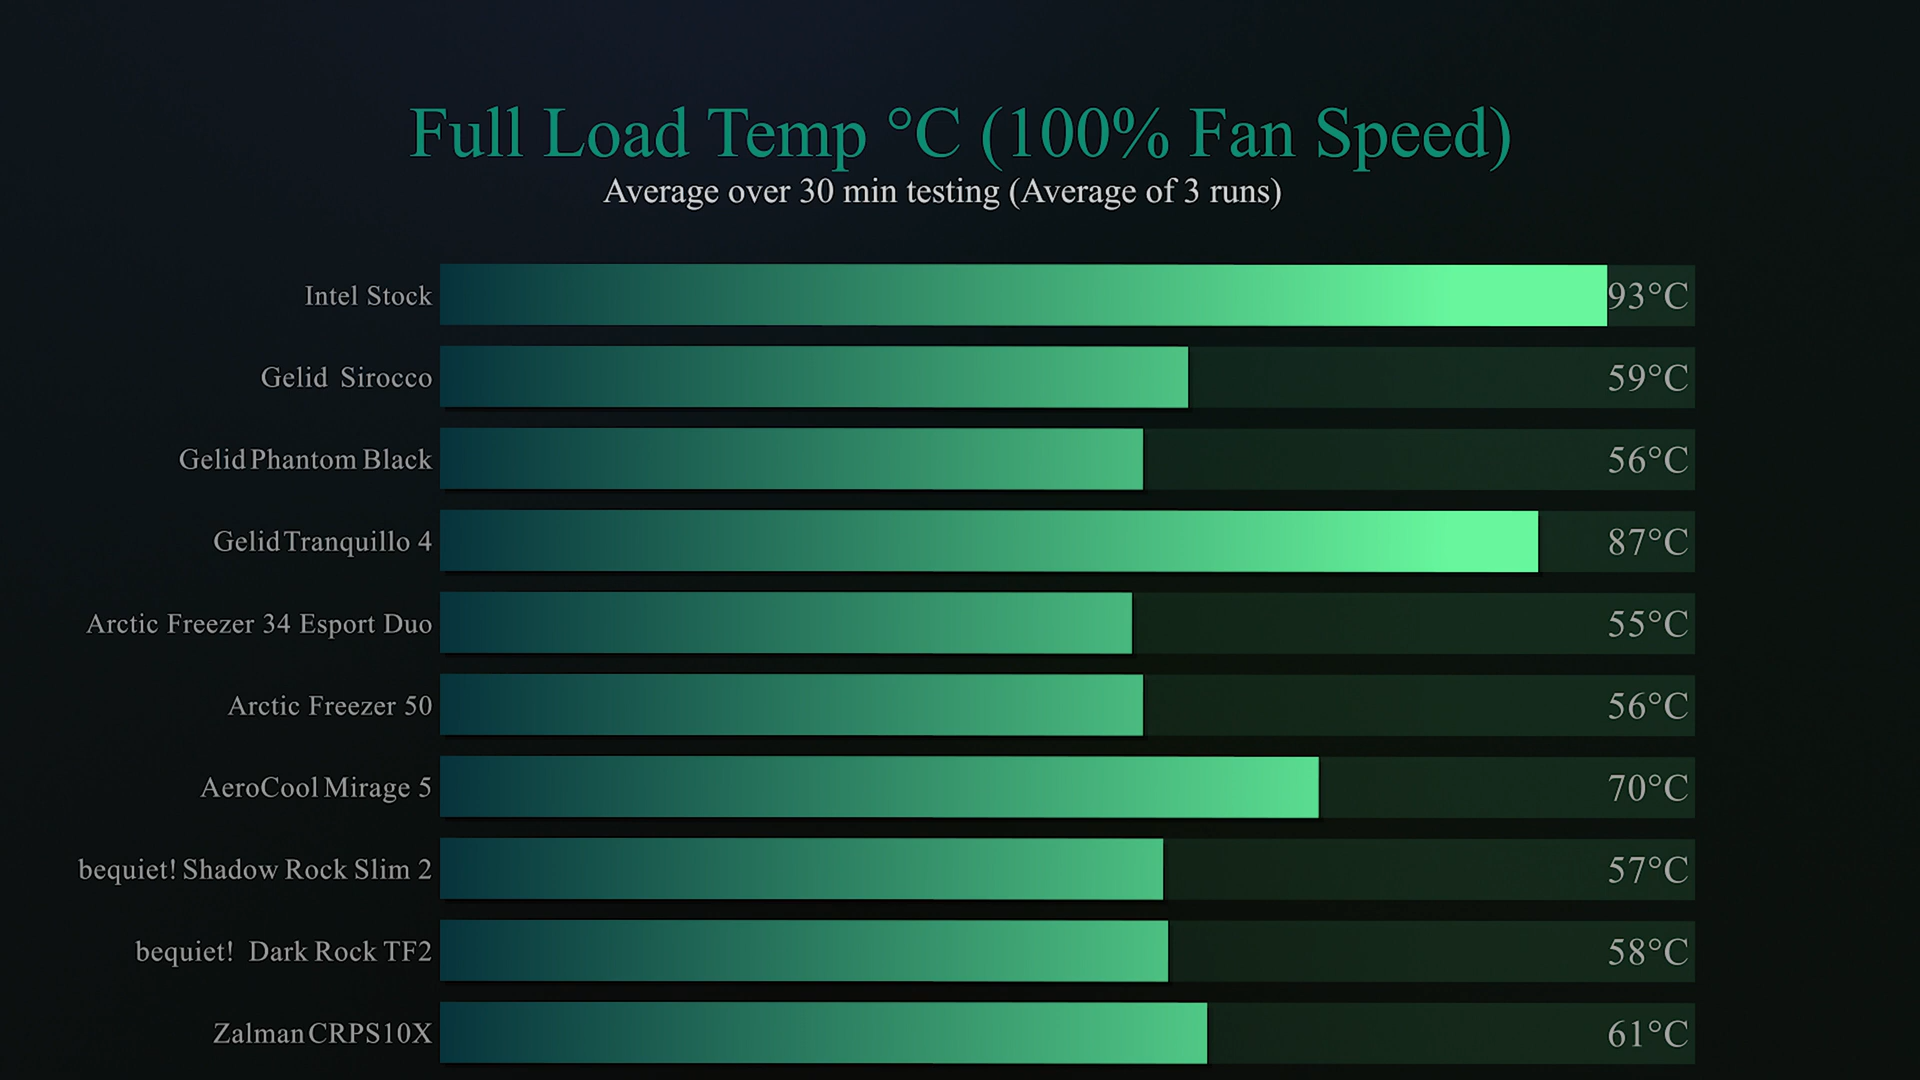 Full Load Temp °C (100% Fan Speed)
Average over 30 min testing (Average of 3 runs)
Intel Stock 93°C
Gelid Sirocco 59°C
Gelid Phantom Black 56°C
Gelid Tranquillo 4 87°C
Arctic Freezer 34 Esport Duo 55°C
Arctic Freezer 50 56°C
AeroCool Mirage 5 70°C
bequiet! Shadow Rock Slim 2 57°C
bequiet! Dark Rock TF2 58°C
Zalman CRPS10X 61°C